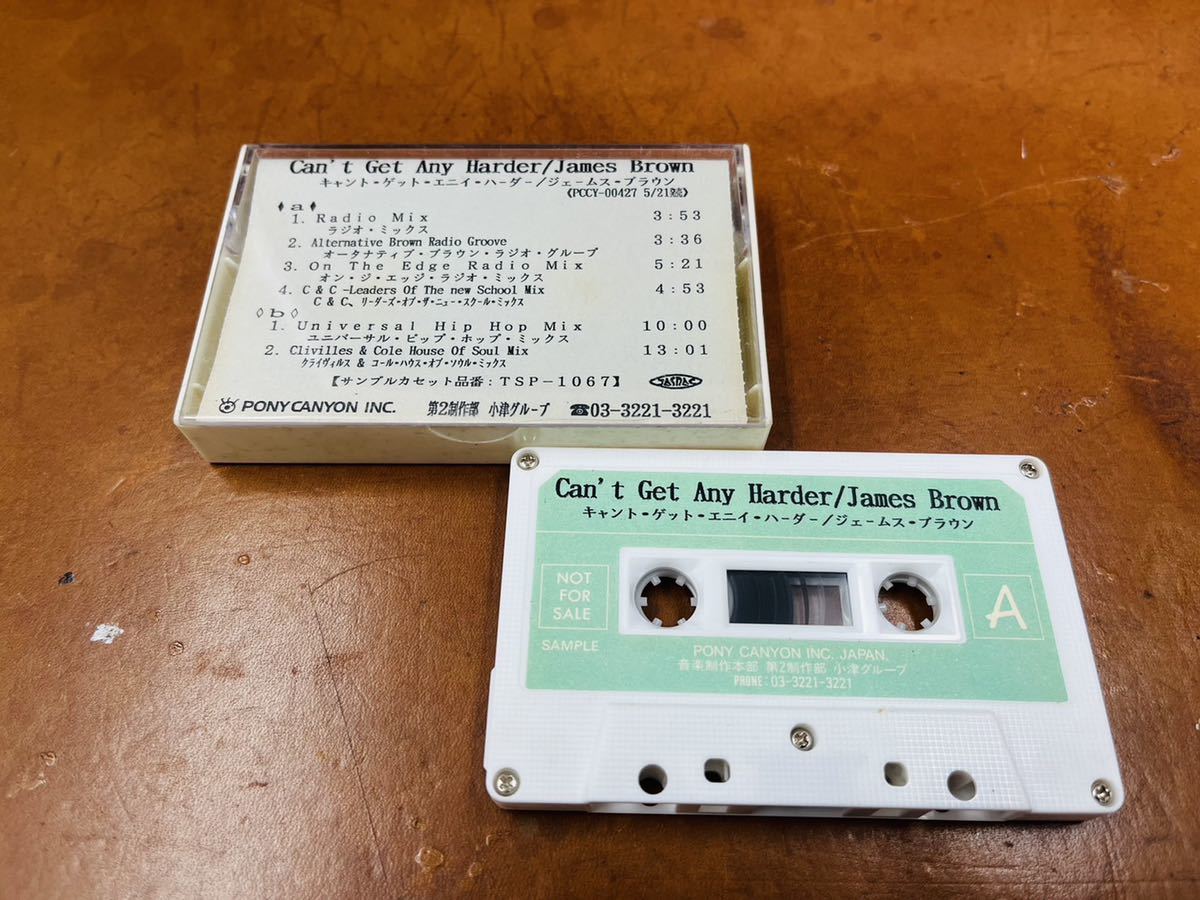 Can't Get Any Harder/James Brown
キャント・ゲット・エニイ・ハーダー/ジェームス・ブラウン
《PCCY-00427 5/21発》
♦a♦
1. Radio Mix 3:53
ラジオ・ミックス
2. Alternative Brown Radio Groove 3:36
オータナティブ・ブラウン・ラジオ・グループ
3. On The Edge Radio Mix 5:21
オン・ジ・エッジ・ラジオ・ミックス
4. C & C -Leaders Of The new School Mix 4:53
C & C、リーダーズ・オブ・ザ・ニュー・スクール・ミックス
◊b◊
1. Universal Hip Hop Mix 10:00
ユニバーサル・ヒップ・ホップ・ミックス
2. Clivilles & Cole House Of Soul Mix 13:01
クライヴィルス & コール・ハウス・オブ・ソウル・ミックス
【サンプルカセット品番:TSP-1067】 JASRAC
PONY CANYON INC. 第2制作部 小津グループ ☎03-3221-3221
Can't Get Any Harder/James Brown
キャント・ゲット・エニイ・ハーダー/ジェームス・ブラウン
NOT
FOR
SALE
SAMPLE
A
PONY CANYON INC. JAPAN.
音楽制作本部 第2制作部 小津グループ
PHONE:03-3221-3221